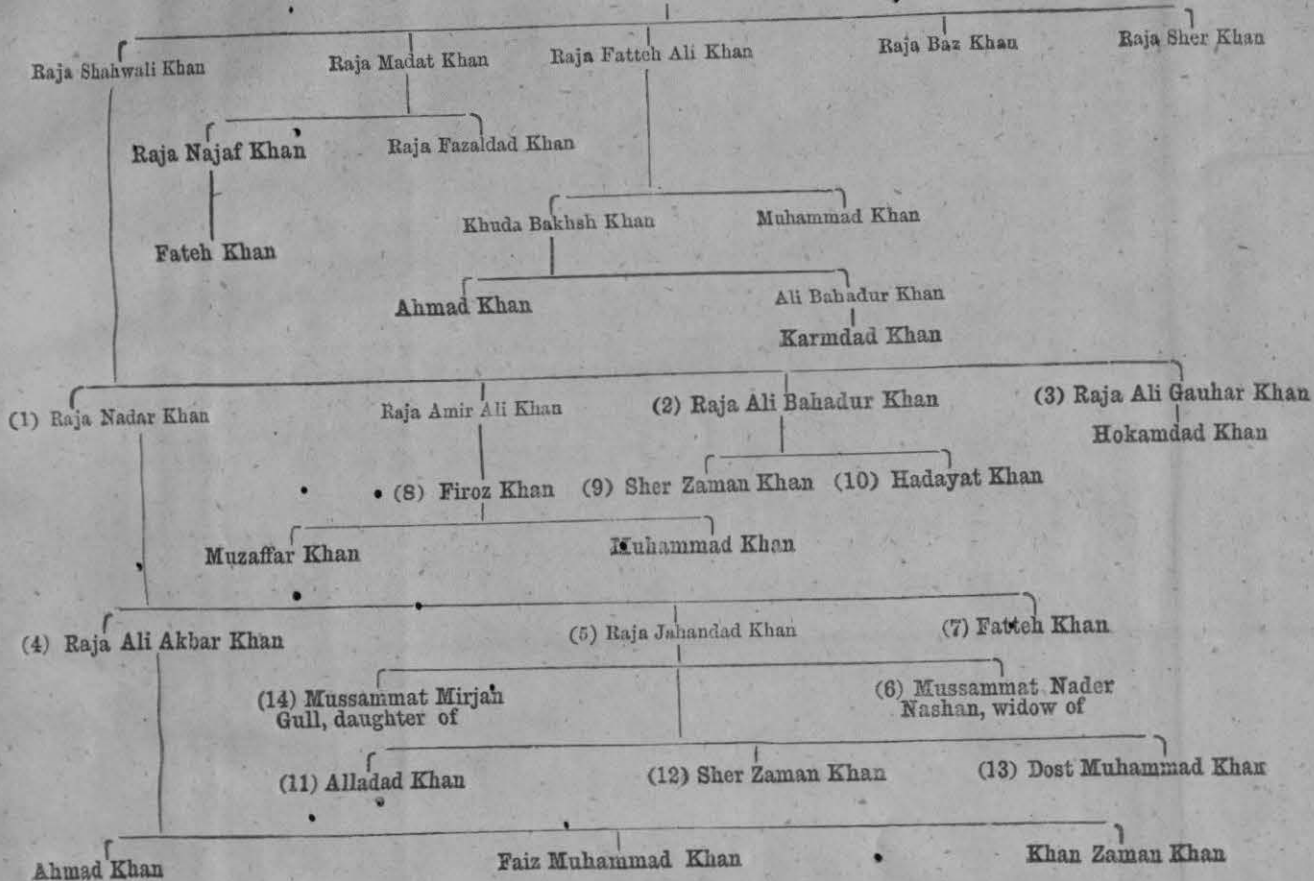 Raja Shahwali Khan Raja Madat Khan Raja Fatteh Ali Khan Raja Baz Khan Raja Sher Khan
Raja Najaf Khan Raja Fazaldad Khan
Khuda Bakhsh Khan Muhammad Khan
Fateh Khan
Ahmad Khan Ali Bahadur Khan
Karmdad Khan
(1) Raja Nadar Khan Raja Amir Ali Khan (2) Raja Ali Bahadur Khan (3) Raja Ali Gauhar Khan
Hokamdad Khan
(8) Firoz Khan (9) Sher Zaman Khan (10) Hadayat Khan
Muzaffar Khan Muhammad Khan
(4) Raja Ali Akbar Khan (5) Raja Jahandad Khan (7) Fatteh Khan
(14) Mussammat Mirjan (6) Mussammat Nader
Gull, daughter of Nashan, widow of
(11) Alladad Khan (12) Sher Zaman Khan (13) Dost Muhammad Khan
Ahmad Khan Faiz Muhammad Khan Khan Zaman Khan